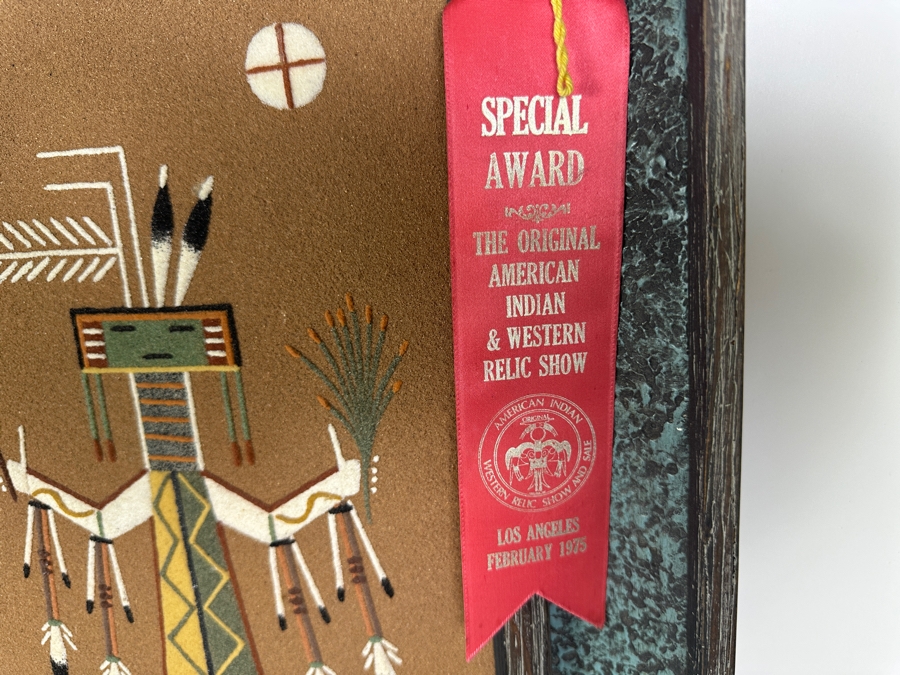 SPECIAL
AWARD
THE ORIGINAL
AMERICAN
INDIAN
& WESTERN
RELIC SHOW
AMERICAN INDIAN
ORIGINAL
WESTERN RELIC SHOW AND SALE
LOS ANGELES
FEBRUARY 1975